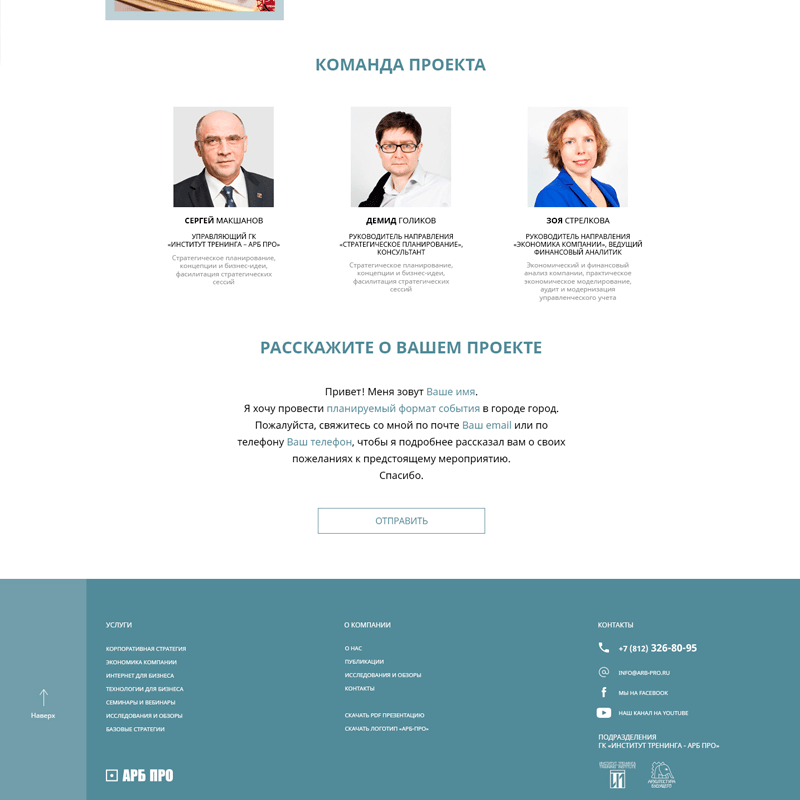 КОМАНДА ПРОЕКТА
СЕРГЕЙ МАКШАНОВ
УПРАВЛЯЮЩИЙ ГК
«ИНСТИТУТ ТРЕНИНГА - АРБ ПРО»
Стратегическое планирование,
концепции и бизнес-идеи,
фасилитация стратегических
сессий
ДЕМИД ГОЛИКОВ
РУКОВОДИТЕЛЬ НАПРАВЛЕНИЯ
«СТРАТЕГИЧЕСКОЕ ПЛАНИРОВАНИЕ»,
КОНСУЛЬТАНТ
Стратегическое планирование,
концепции и бизнес-идеи,
фасилитация стратегических
сессий
ЗОЯ СТРЕЛКОВА
РУКОВОДИТЕЛЬ НАПРАВЛЕНИЯ
«ЭКОНОМИКА КОМПАНИИ», ВЕДУЩИЙ
ФИНАНСОВЫЙ АНАЛИТИК
Экономический и финансовый
анализ компании, практическое
экономическое моделирование,
аудит и модернизация
управленческого учета
РАССКАЖИТЕ О ВАШЕМ ПРОЕКТЕ
Привет! Меня зовут Ваше имя.
Я хочу провести планируемый формат события в городе город.
Пожалуйста, свяжитесь со мной по почте Ваш email или по
телефону Ваш телефон, чтобы я подробнее рассказал вам о своих
пожеланиях к предстоящему мероприятию.
Спасибо.
ОТПРАВИТЬ
Наверх
УСЛУГИ
КОРПОРАТИВНАЯ СТРАТЕГИЯ
ЭКОНОМИКА КОМПАНИИ
ИНТЕРНЕТ ДЛЯ БИЗНЕСА
ТЕХНОЛОГИИ ДЛЯ БИЗНЕСА
СЕМИНАРЫ И ВЕБИНАРЫ
ИССЛЕДОВАНИЯ И ОБЗОРЫ
БАЗОВЫЕ СТРАТЕГИИ
АРБ ПРО
О КОМПАНИИ
О НАС
ПУБЛИКАЦИИ
ИССЛЕДОВАНИЯ И ОБЗОРЫ
КОНТАКТЫ
СКАЧАТЬ PDF ПРЕЗЕНТАЦИЮ
СКАЧАТЬ ЛОГОТИП «АРБ-ПРО»
КОНТАКТЫ
+7 (812) 326-80-95
INFO@ARB-PRO.RU
МЫ НА FACEBOOK
НАШ КАНАЛ НА YOUTUBE
ПОДРАЗДЕЛЕНИЯ
ГК «ИНСТИТУТ ТРЕНИНГА - АРБ ПРО»
ИНСТИТУТ ТРЕНИНГА
АРХИТЕКТУРА
БУДУЩЕГО